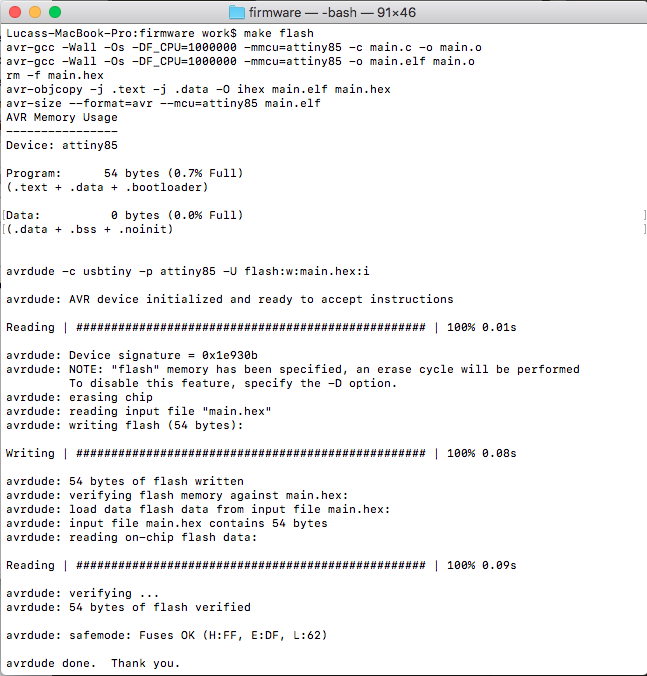 firmware — -bash — 91×46
Lucass-MacBook-Pro:firmware work$ make flash
avr-gcc -Wall -Os -DF_CPU=1000000 -mmcu=attiny85 -c main.c -o main.o
avr-gcc -Wall -Os -DF_CPU=1000000 -mmcu=attiny85 -o main.elf main.o
rm -f main.hex
avr-objcopy -j .text -j .data -O ihex main.elf main.hex
avr-size --format=avr --mcu=attiny85 main.elf
AVR Memory Usage
----------------
Device: attiny85
Program:      54 bytes (0.7% Full)
(.text + .data + .bootloader)
[Data:          0 bytes (0.0% Full) ]
[(.data + .bss + .noinit) ]
avrdude -c usbtiny -p attiny85 -U flash:w:main.hex:i
avrdude: AVR device initialized and ready to accept instructions
Reading | ################################################## | 100% 0.01s
avrdude: Device signature = 0x1e930b
avrdude: NOTE: "flash" memory has been specified, an erase cycle will be performed
         To disable this feature, specify the -D option.
avrdude: erasing chip
avrdude: reading input file "main.hex"
avrdude: writing flash (54 bytes):
Writing | ################################################## | 100% 0.08s
avrdude: 54 bytes of flash written
avrdude: verifying flash memory against main.hex:
avrdude: load data flash data from input file main.hex:
avrdude: input file main.hex contains 54 bytes
avrdude: reading on-chip flash data:
Reading | ################################################## | 100% 0.09s
avrdude: verifying ...
avrdude: 54 bytes of flash verified
avrdude: safemode: Fuses OK (H:FF, E:DF, L:62)
avrdude done.  Thank you.